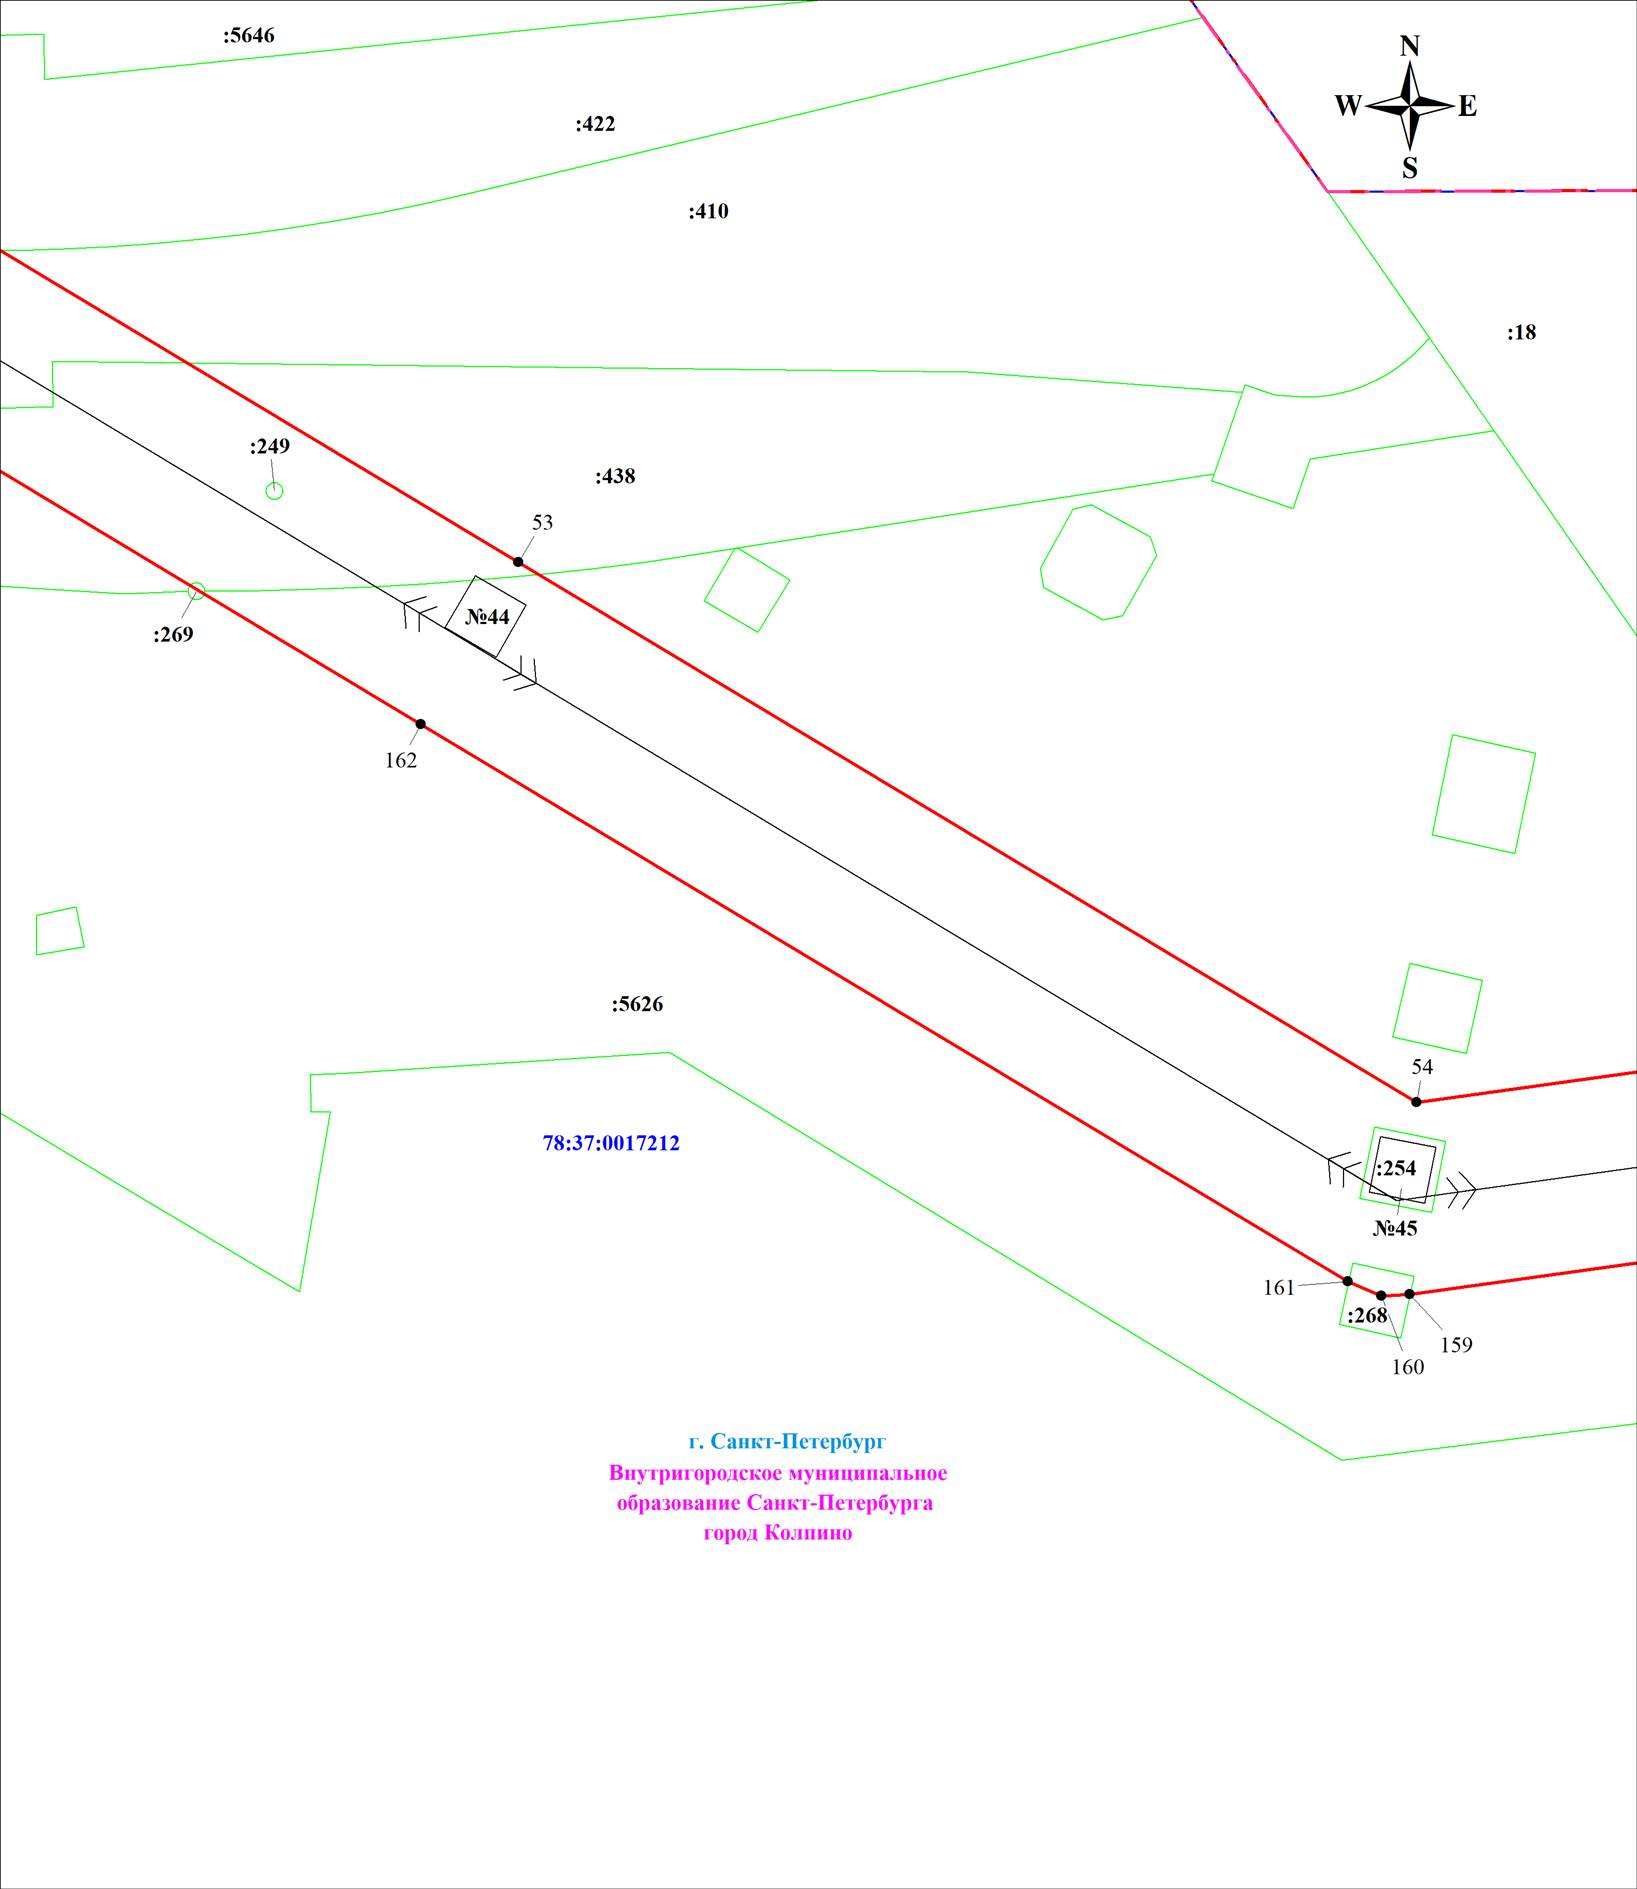 :5646
N
W
E
S
:422
:410
:18
:249
:438
53
№44
:269
162
:5626
54
78:37:0017212
:254
№45
161
:268
159
160
г. Санкт-Петербург
Внутригородское муниципальное
образование Санкт-Петербурга
город Колпино